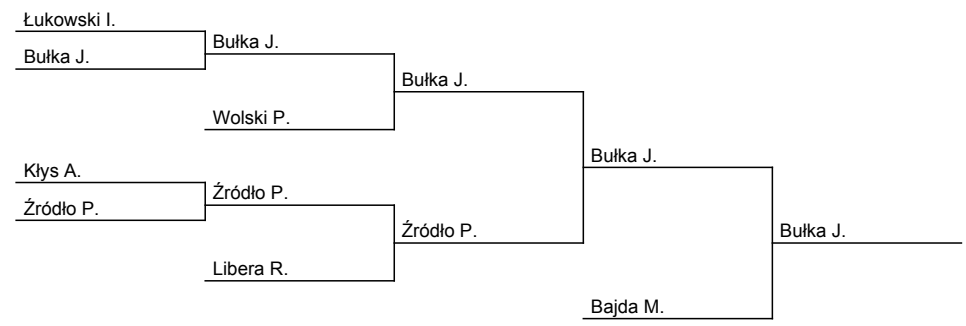 Łukowski I.
Bułka J.
Bułka J.
Bułka J.
Wolski P.
Bułka J.
Kłys A.
Źródło P.
Źródło P.
Źródło P.
Bułka J.
Libera R.
Bajda M.